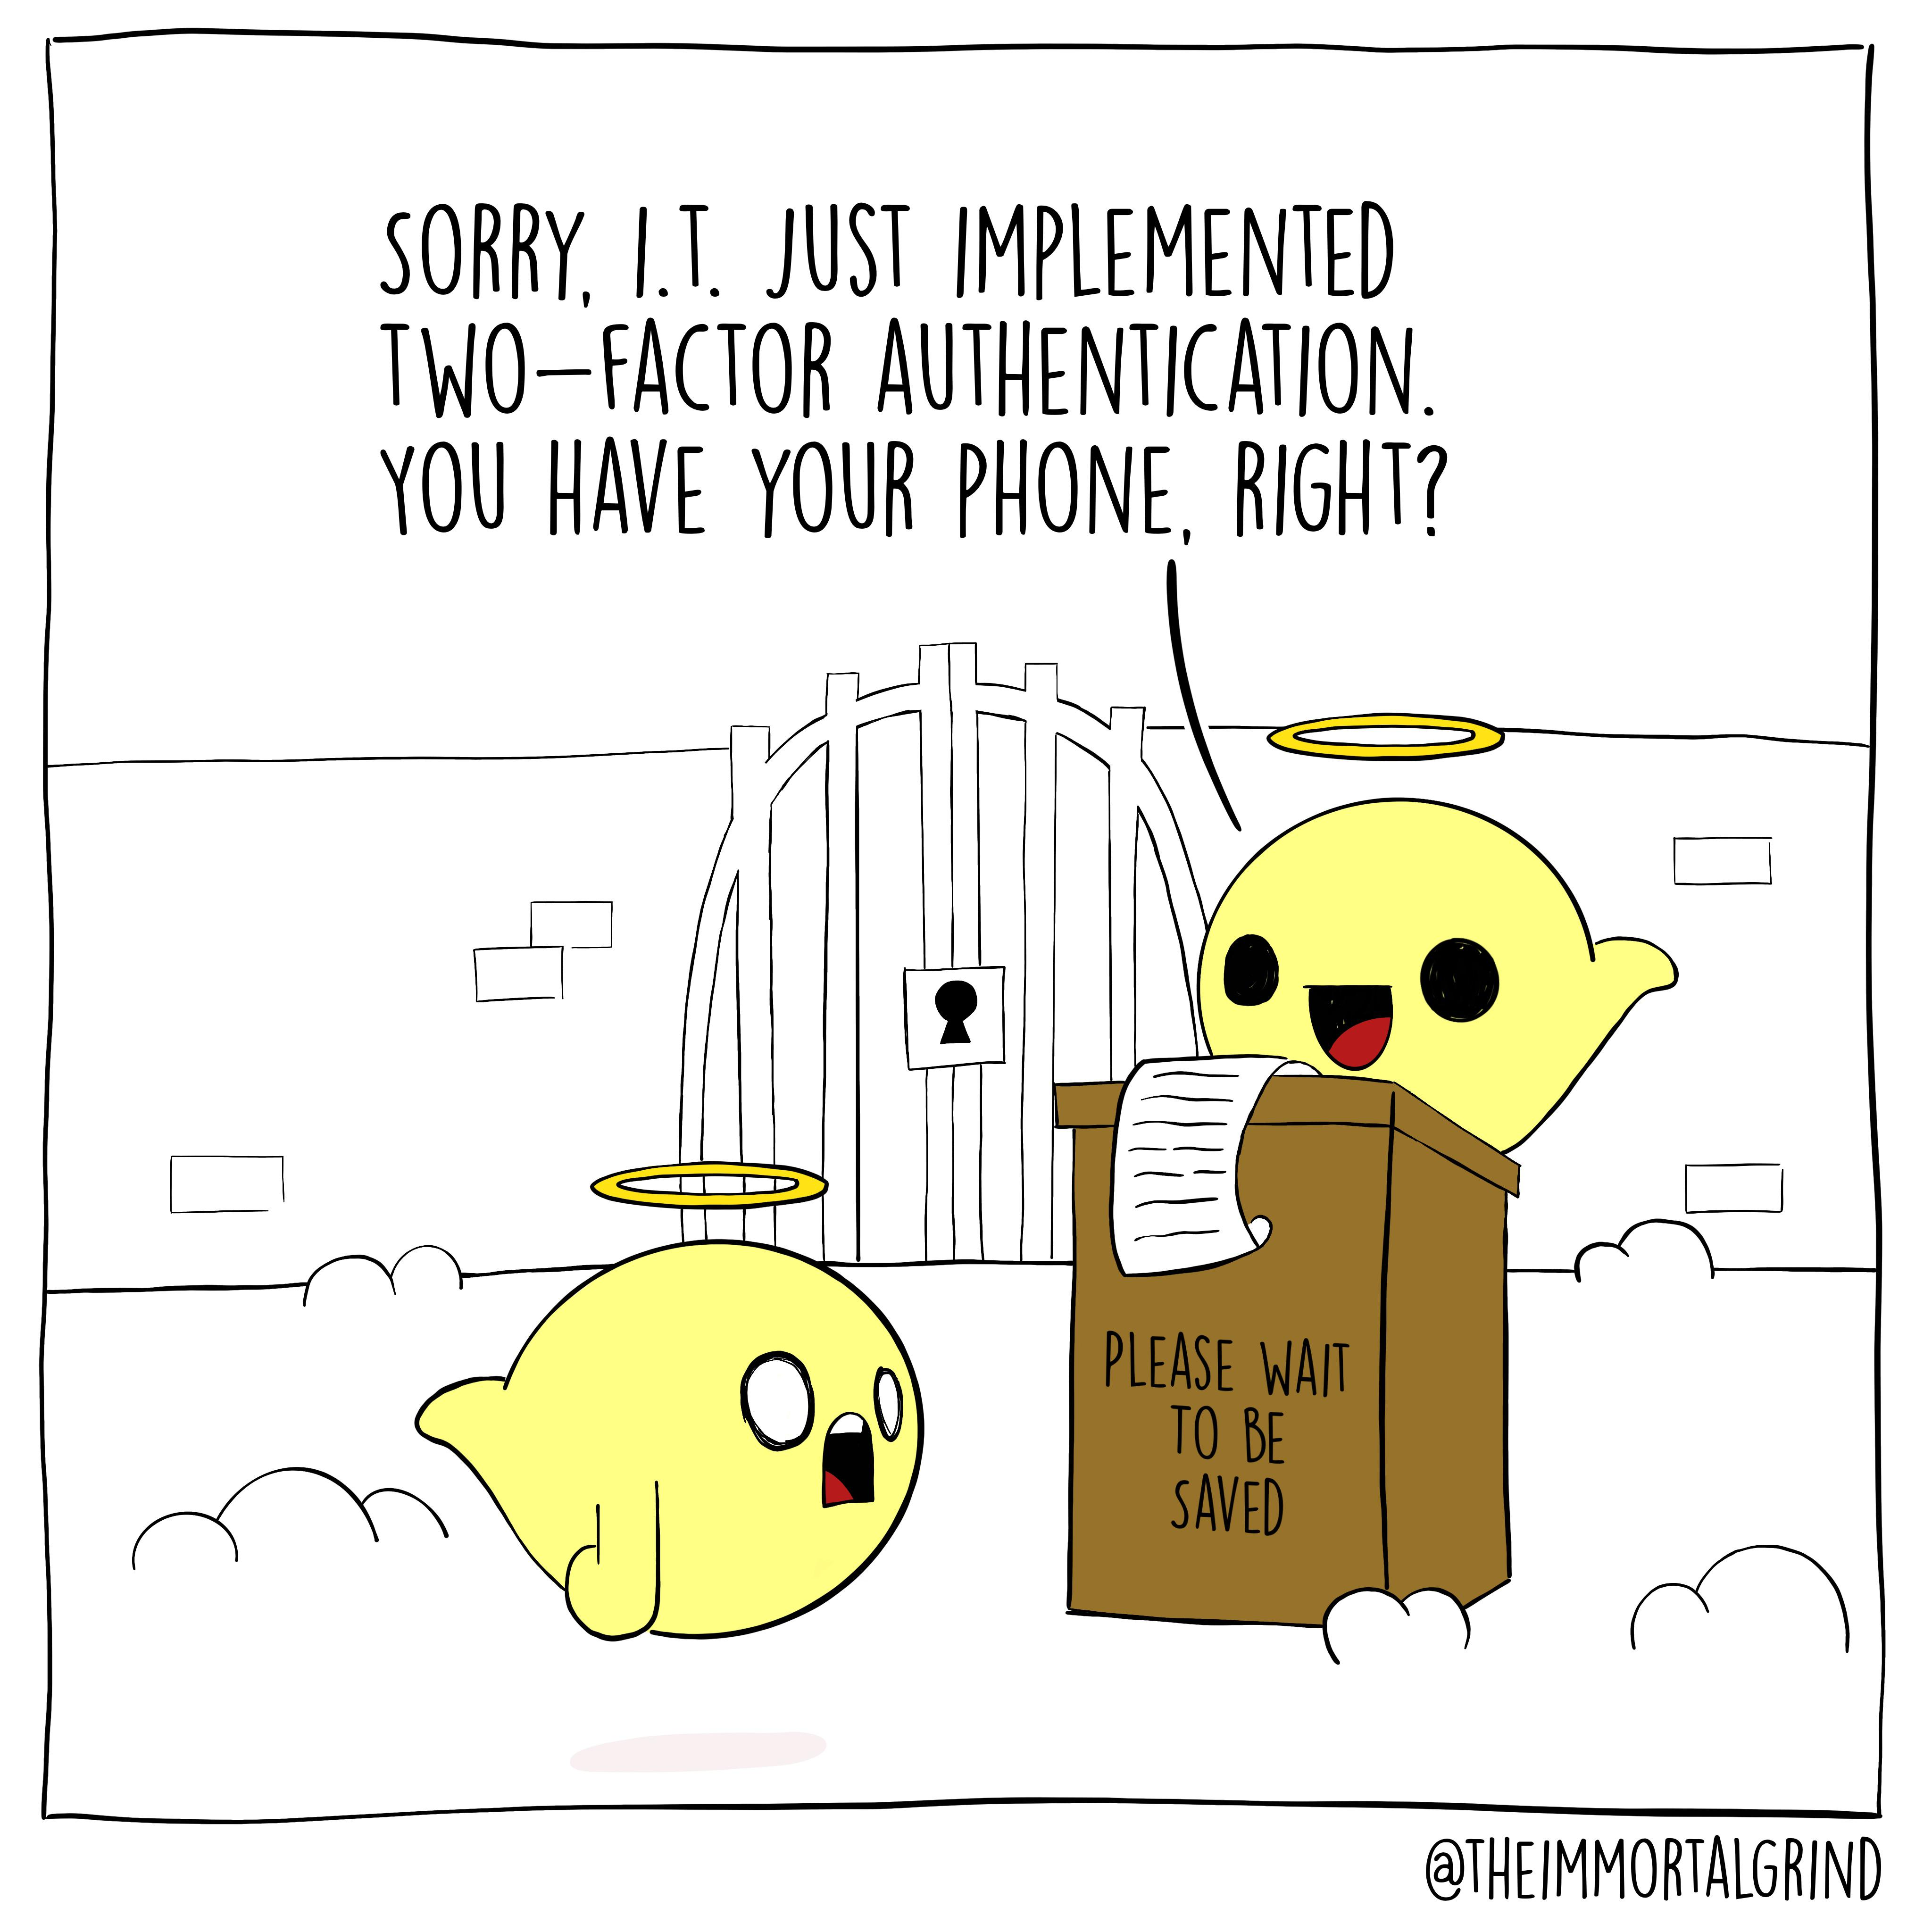 SORRY, I.T. JUST IMPLEMENTED
TWO-FACTOR AUTHENTICATION.
YOU HAVE YOUR PHONE, RIGHT?
PLEASE WAIT
TO BE
SAVED
@THEIMMORTALGRIND